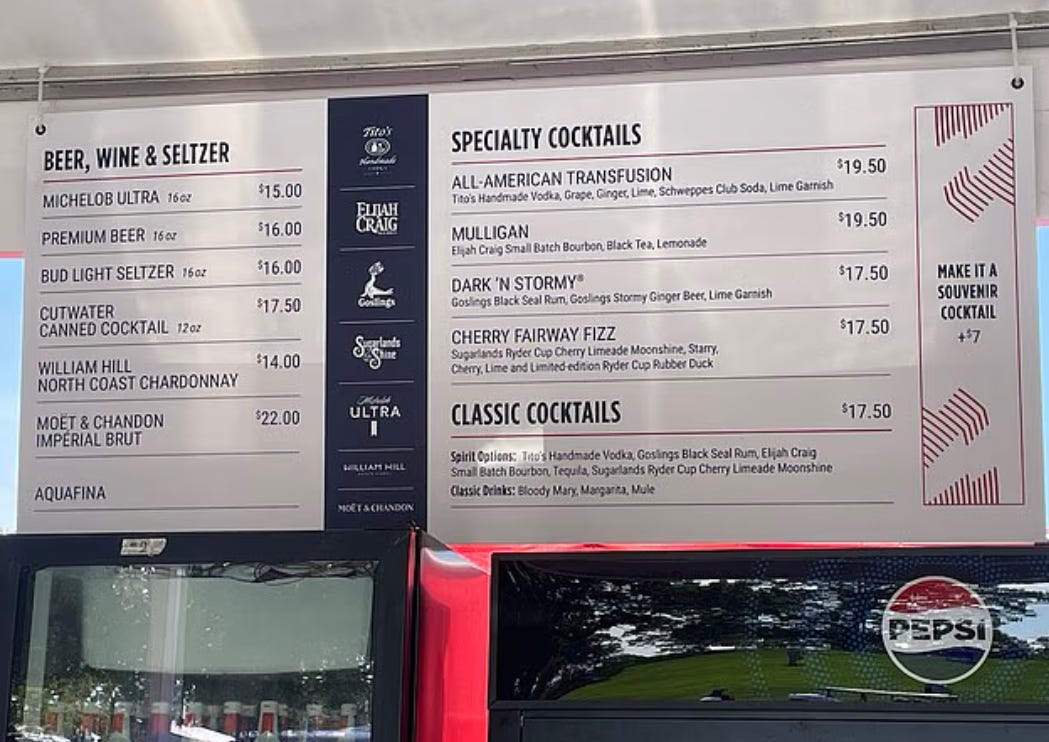 BEER, WINE & SELTZER
MICHELOB ULTRA 16oz $15.00
PREMIUM BEER 16oz $16.00
BUD LIGHT SELTZER 16oz $16.00
CUTWATER $17.50
CANNED COCKTAIL 12oz
WILLIAM HILL $14.00
NORTH COAST CHARDONNAY
MOËT & CHANDON $22.00
IMPÉRIAL BRUT
AQUAFINA
Tito's
Handmade
ELIJAH
CRAIG
Goslings
Sugarlands
Shine
Michelob
ULTRA
WILLIAM HILL
MOËT & CHANDON
SPECIALTY COCKTAILS
ALL-AMERICAN TRANSFUSION $19.50
Tito's Handmade Vodka, Grape, Ginger, Lime, Schweppes Club Soda, Lime Garnish
MULLIGAN $19.50
Elijah Craig Small Batch Bourbon, Black Tea, Lemonade
DARK 'N STORMY® $17.50
Goslings Black Seal Rum, Goslings Stormy Ginger Beer, Lime Garnish
CHERRY FAIRWAY FIZZ $17.50
Sugarlands Ryder Cup Cherry Limeade Moonshine, Starry,
Cherry, Lime and Limited-edition Ryder Cup Rubber Duck
CLASSIC COCKTAILS $17.50
Spirit Options: Tito's Handmade Vodka, Goslings Black Seal Rum, Elijah Craig
Small Batch Bourbon, Tequila, Sugarlands Ryder Cup Cherry Limeade Moonshine
Classic Drinks: Bloody Mary, Margarita, Mule
MAKE IT A
SOUVENIR
COCKTAIL
+$7
PEPSI